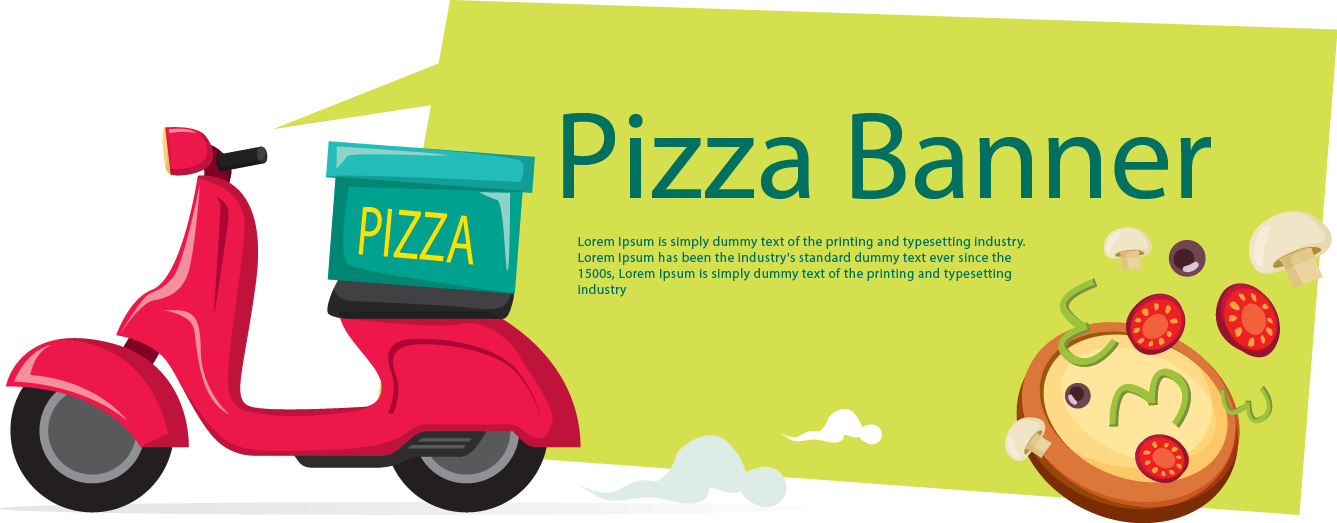 Pizza Banner
PIZZA
Lorem Ipsum is simply dummy text of the printing and typesetting industry.
Lorem Ipsum has been the industry's standard dummy text ever since the
1500s, Lorem Ipsum is simply dummy text of the printing and typesetting
industry